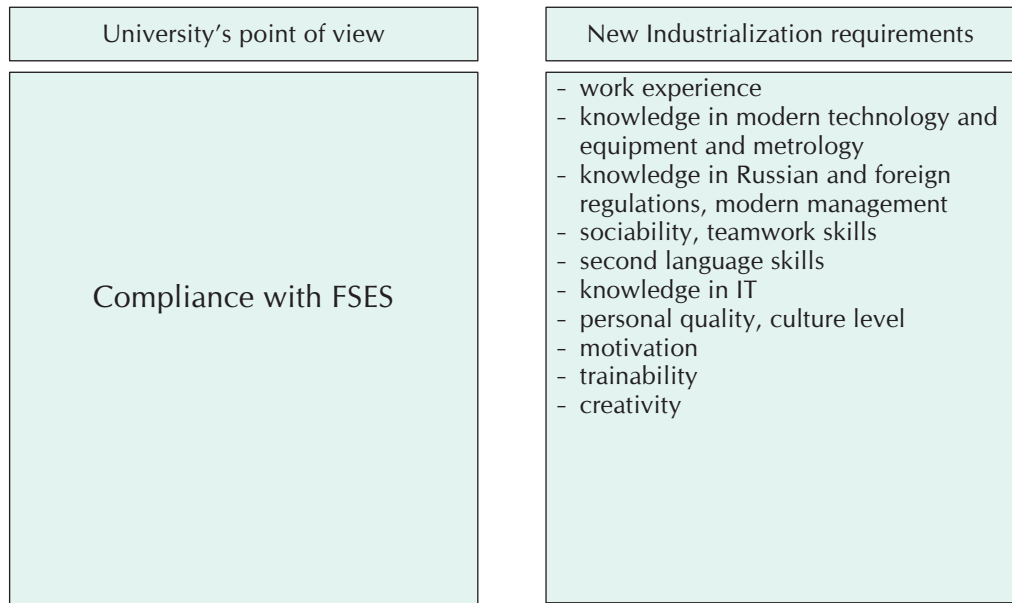 University’s point of view
Compliance with FSES
New Industrialization requirements
- work experience
- knowledge in modern technology and
equipment and metrology
- knowledge in Russian and foreign
regulations, modern management
- sociability, teamwork skills
- second language skills
- knowledge in IT
- personal quality, culture level
- motivation
- trainability
- creativity